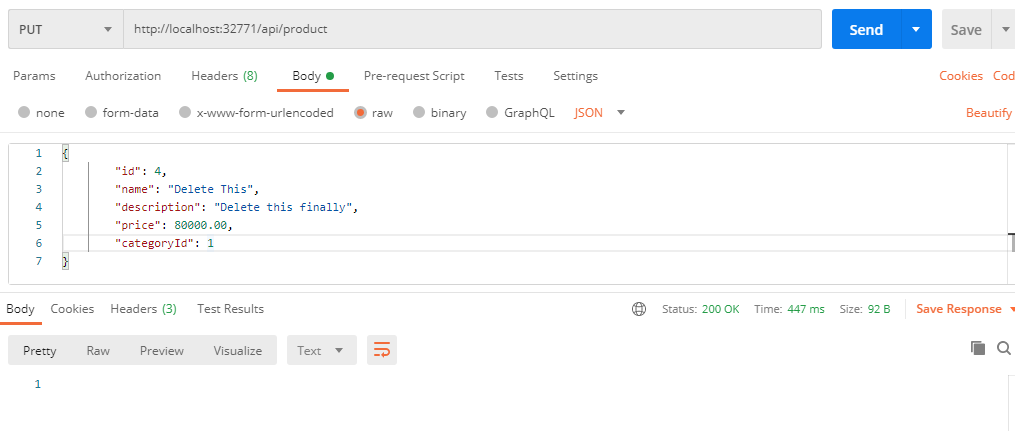 PUT http://localhost:32771/api/product Send Save
Params Authorization Headers (8) Body Pre-request Script Tests Settings Cookies Cod
none form-data x-www-form-urlencoded raw binary GraphQL JSON Beautify
1 {
2 "id": 4,
3 "name": "Delete This",
4 "description": "Delete this finally",
5 "price": 80000.00,
6 "categoryId": 1
7 }
Body Cookies Headers (3) Test Results Status: 200 OK Time: 447 ms Size: 92 B Save Response
Pretty Raw Preview Visualize Text
1